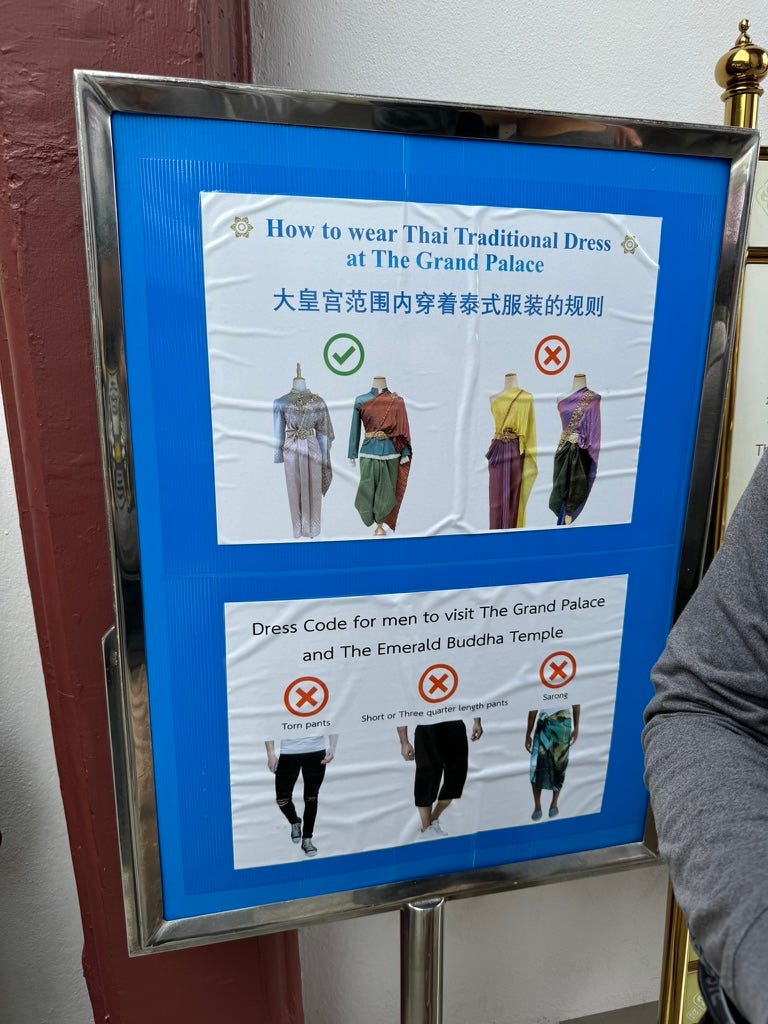 How to wear Thai Traditional Dress
at The Grand Palace
大皇宫范围内穿着泰式服装的规则
Dress Code for men to visit The Grand Palace
and The Emerald Buddha Temple
Torn pants
Short or Three quarter length pants
Sarong